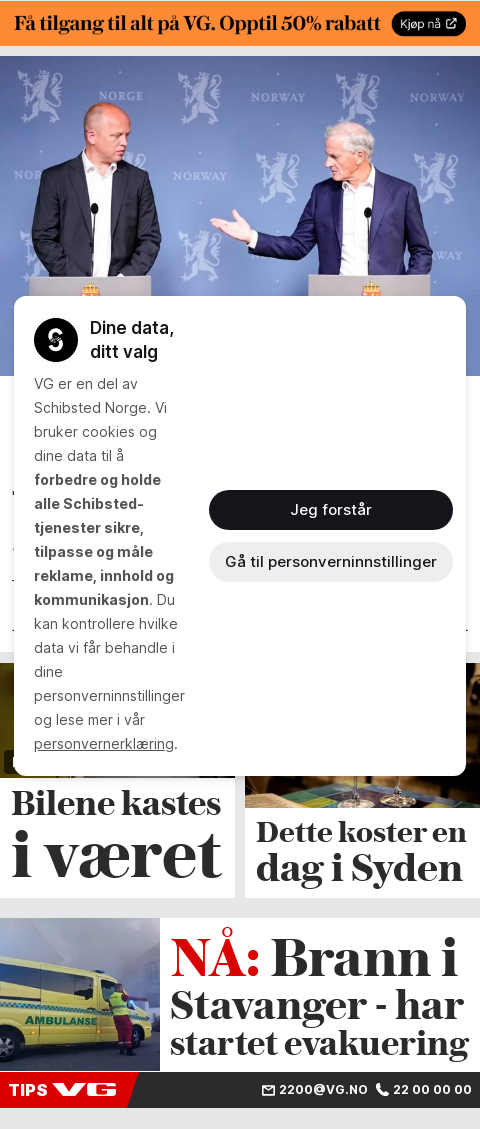 Få tilgang til alt på VG. Opptil 50% rabatt
Kjøp nå
NORGE
NORWAY
NORWAY
NORWAY
NORGE
NORWAY
NORWAY
Dine data,
ditt valg
VG er en del av
Schibsted Norge. Vi
bruker cookies og
dine data til å
forbedre og holde
alle Schibsted-
tjenester sikre,
tilpasse og måle
reklame, innhold og
kommunikasjon. Du
kan kontrollere hvilke
data vi får behandle i
dine
personverninnstillinger
og lese mer i vår
personvernerklæring.
Jeg forstår
Gå til personverninnstillinger
Bilene kastes
i været
Dette koster en
dag i Syden
AMBULANSE
NÅ: Brann i
Stavanger - har
startet evakuering
TIPS VG
2200@VG.NO
22 00 00 00